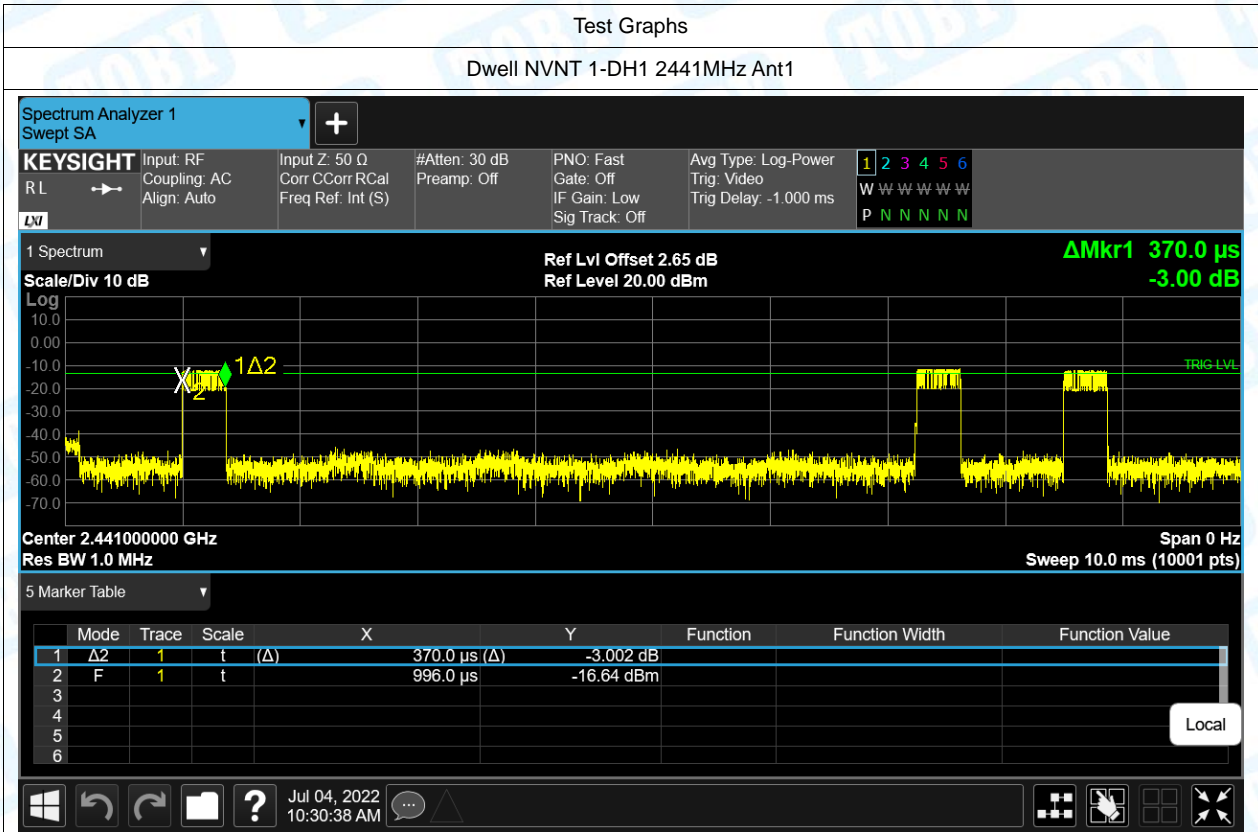 Test Graphs
Dwell NVNT 1-DH1 2441MHz Ant1
Spectrum Analyzer 1
Swept SA
KEYSIGHT
RL
LXI
Input: RF
Coupling: AC
Align: Auto
Input Z: 50 Ω
Corr CCorr RCal
Freq Ref: Int (S)
#Atten: 30 dB
Preamp: Off
PNO: Fast
Gate: Off
IF Gain: Low
Sig Track: Off
Avg Type: Log-Power
Trig: Video
Trig Delay: -1.000 ms
1 2 3 4 5 6
W W W W W W
P N N N N N
1 Spectrum
Scale/Div 10 dB
Ref Lvl Offset 2.65 dB
Ref Level 20.00 dBm
ΔMkr1 370.0 µs
-3.00 dB
Log
10.0
0.00
-10.0
-20.0
-30.0
-40.0
-50.0
-60.0
-70.0
X
2
1Δ2
TRIG LVL
Center 2.441000000 GHz
Span 0 Hz
Res BW 1.0 MHz
Sweep 10.0 ms (10001 pts)
5 Marker Table
Mode Trace Scale X Y Function Function Width Function Value
1 Δ2 1 t (Δ) 370.0 µs (Δ) -3.002 dB
2 F 1 t 996.0 µs -16.64 dBm
3
4
5
6
Local
?
Jul 04, 2022
10:30:38 AM
TOBY